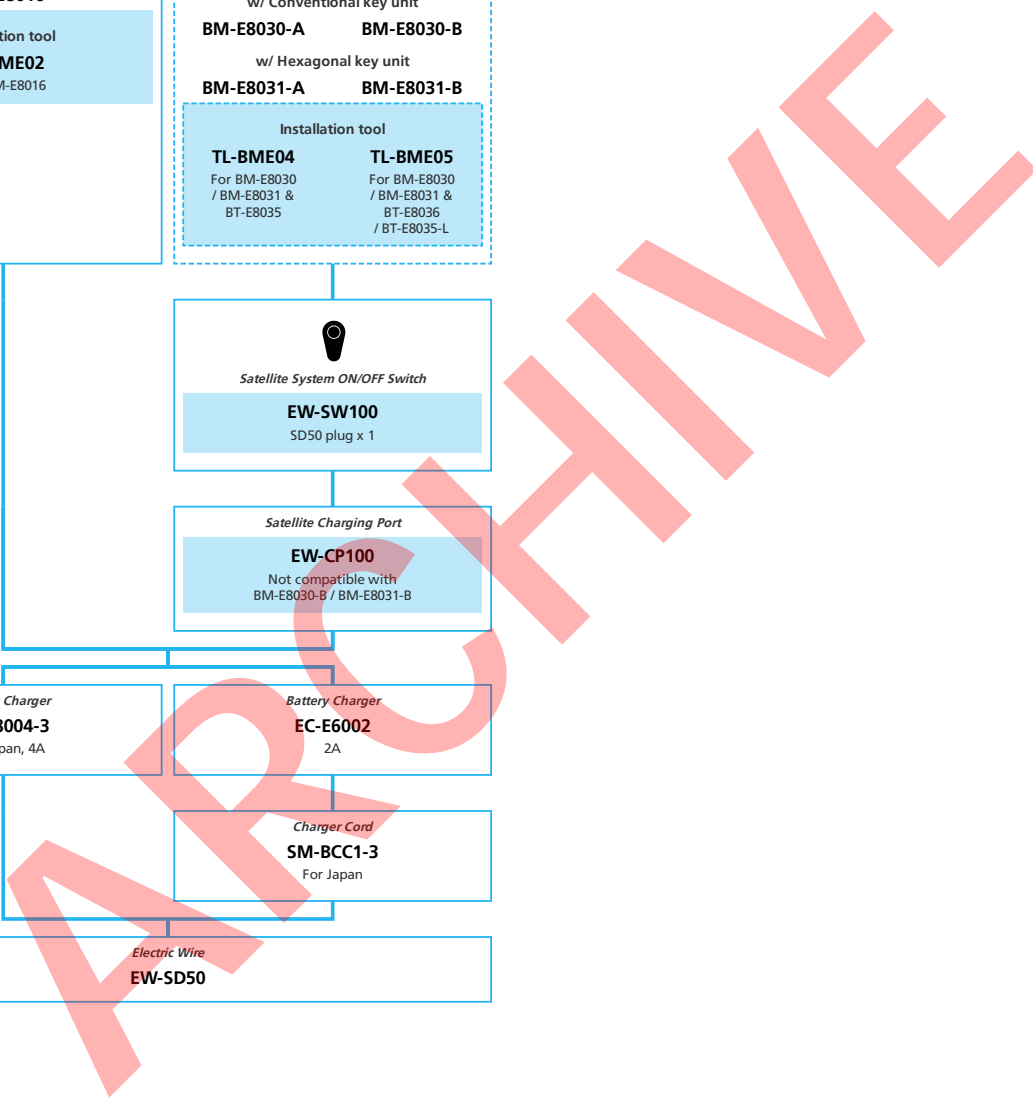 tion tool
ME02
M-E8016
w/ Conventional key unit
BM-E8030-A BM-E8030-B
w/ Hexagonal key unit
BM-E8031-A BM-E8031-B
Installation tool
TL-BME04 TL-BME05
For BM-E8030 For BM-E8030
/ BM-E8031 & / BM-E8031 &
BT-E8035 BT-E8036
/ BT-E8035-L
Satellite System ON/OFF Switch
EW-SW100
SD50 plug x 1
Satellite Charging Port
EW-CP100
Not compatible with
BM-E8030-B / BM-E8031-B
Charger
8004-3
pan, 4A
Battery Charger
EC-E6002
2A
Charger Cord
SM-BCC1-3
For Japan
Electric Wire
EW-SD50
ARCHIVE